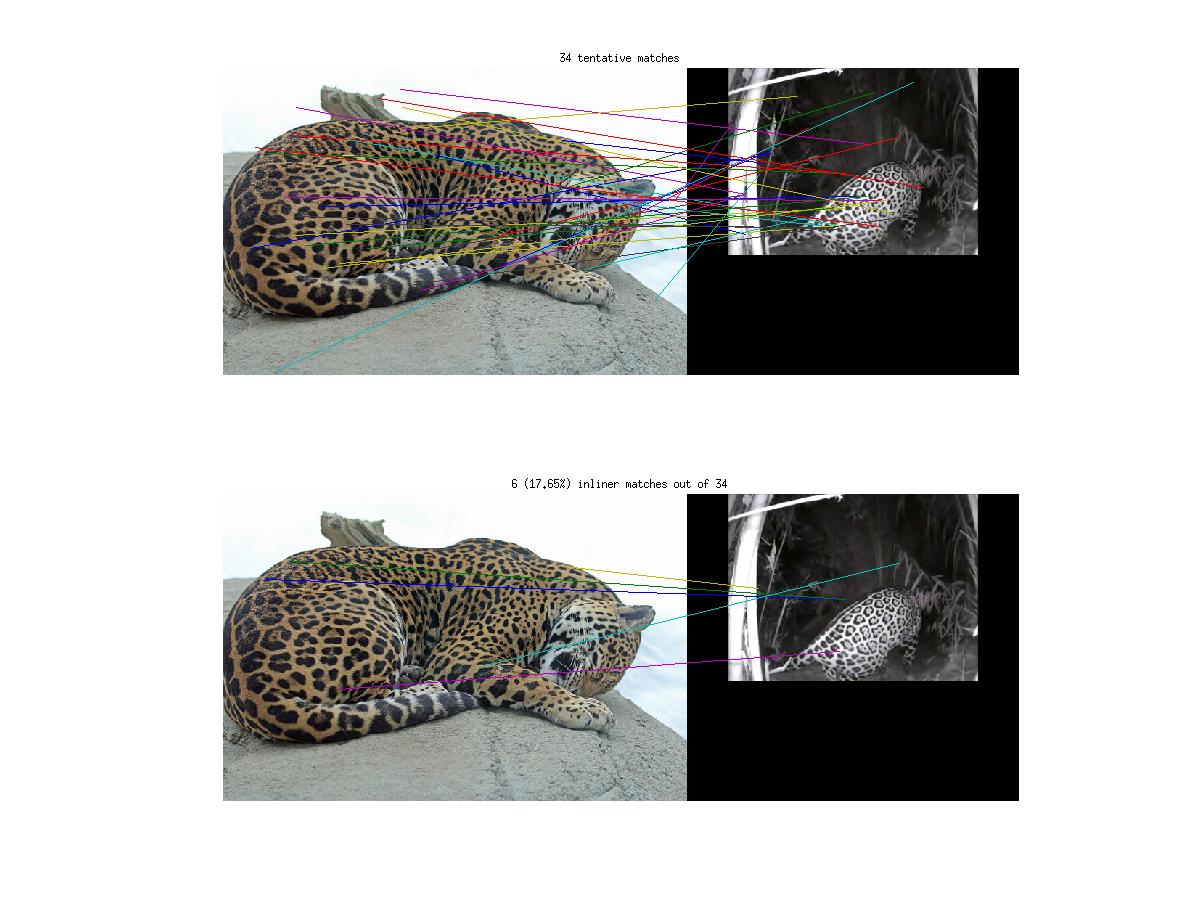 34 tentative matches
6 (17.65%) inliner matches out of 34